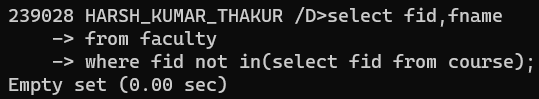 239028 HARSH_KUMAR_THAKUR /D>select fid,fname
-> from faculty
-> where fid not in(select fid from course);
Empty set (0.00 sec)